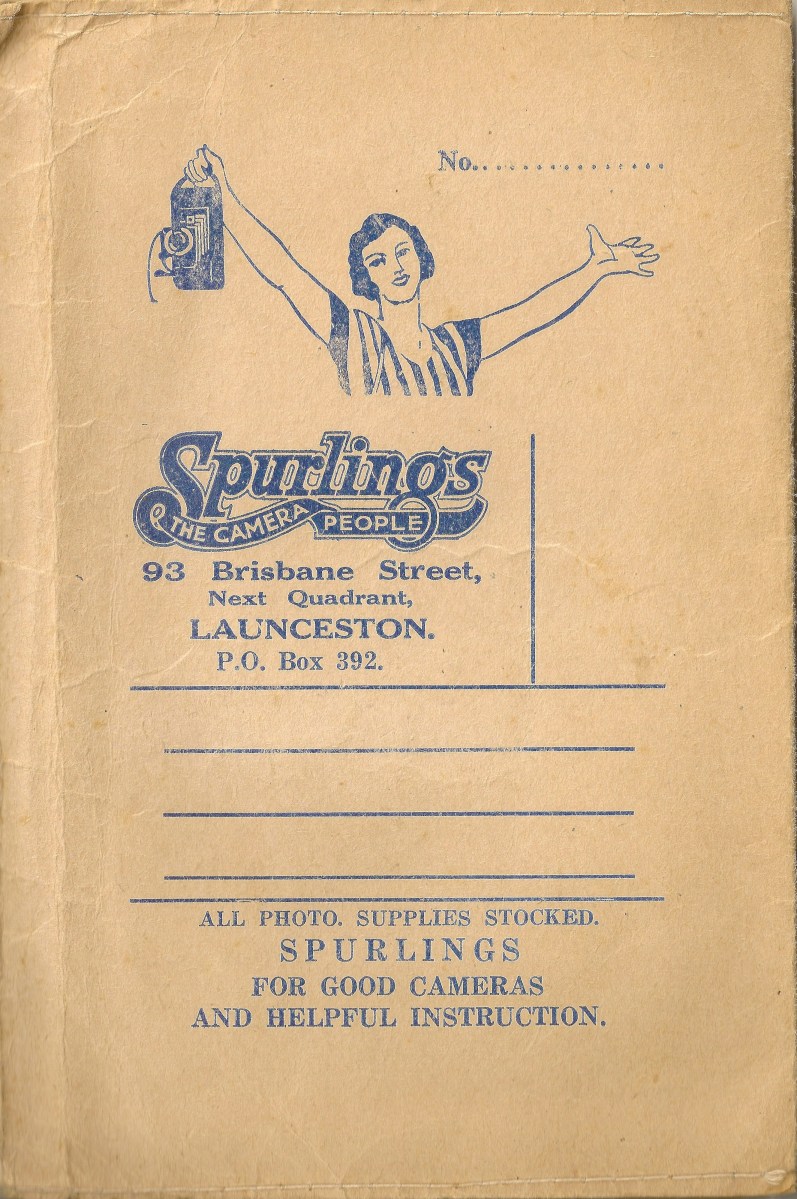 No................
Spurlings
THE CAMERA PEOPLE
93 Brisbane Street,
Next Quadrant,
LAUNCESTON.
P.O. Box 392.
ALL PHOTO. SUPPLIES STOCKED.
SPURLINGS
FOR GOOD CAMERAS
AND HELPFUL INSTRUCTION.